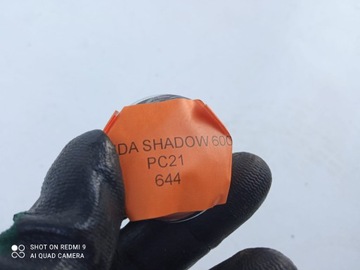 DA SHADOW 600
PC21
644
SHOT ON REDMI 9
AI QUAD CAMERA